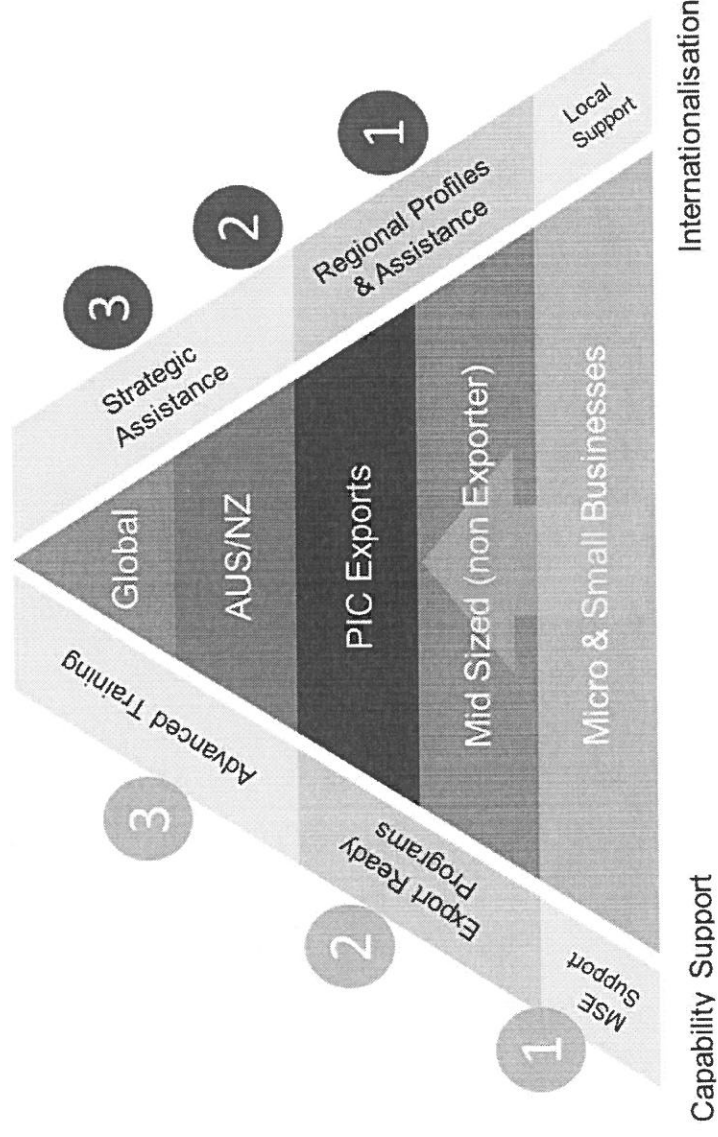 3
Strategic
Assistance
2
1
Regional Profiles
& Assistance
Local
Support
Internationalisation
Global
AUS/NZ
PIC Exports
Mid Sized (non Exporter)
Micro & Small Businesses
Advanced Training
3
Export Ready
Programs
2
MSE
Support
1
Capability Support